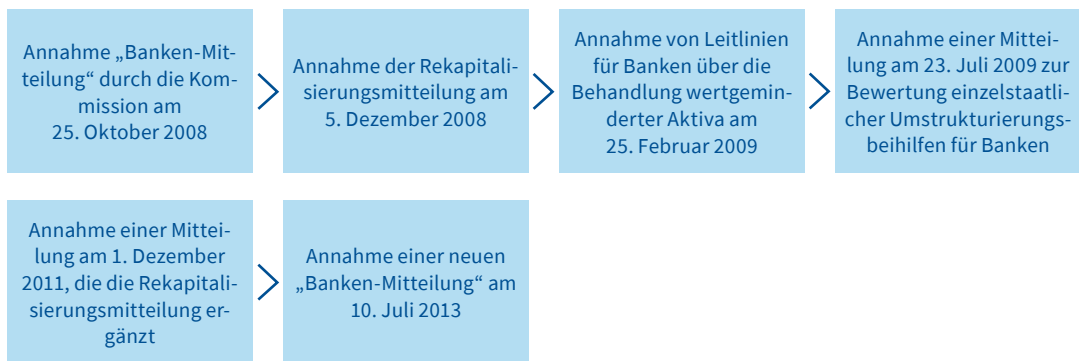 Annahme „Banken-Mit-
teilung“ durch die Kom-
mission am
25. Oktober 2008
Annahme der Rekapitali-
sierungsmitteilung am
5. Dezember 2008
Annahme von Leitlinien
für Banken über die
Behandlung wertgemin-
derter Aktiva am
25. Februar 2009
Annahme einer Mittei-
lung am 23. Juli 2009 zur
Bewertung einzelstaatli-
cher Umstrukturierungs-
beihilfen für Banken
Annahme einer Mittei-
lung am 1. Dezember
2011, die die Rekapitali-
sierungsmitteilung er-
gänzt
Annahme einer neuen
„Banken-Mitteilung“ am
10. Juli 2013